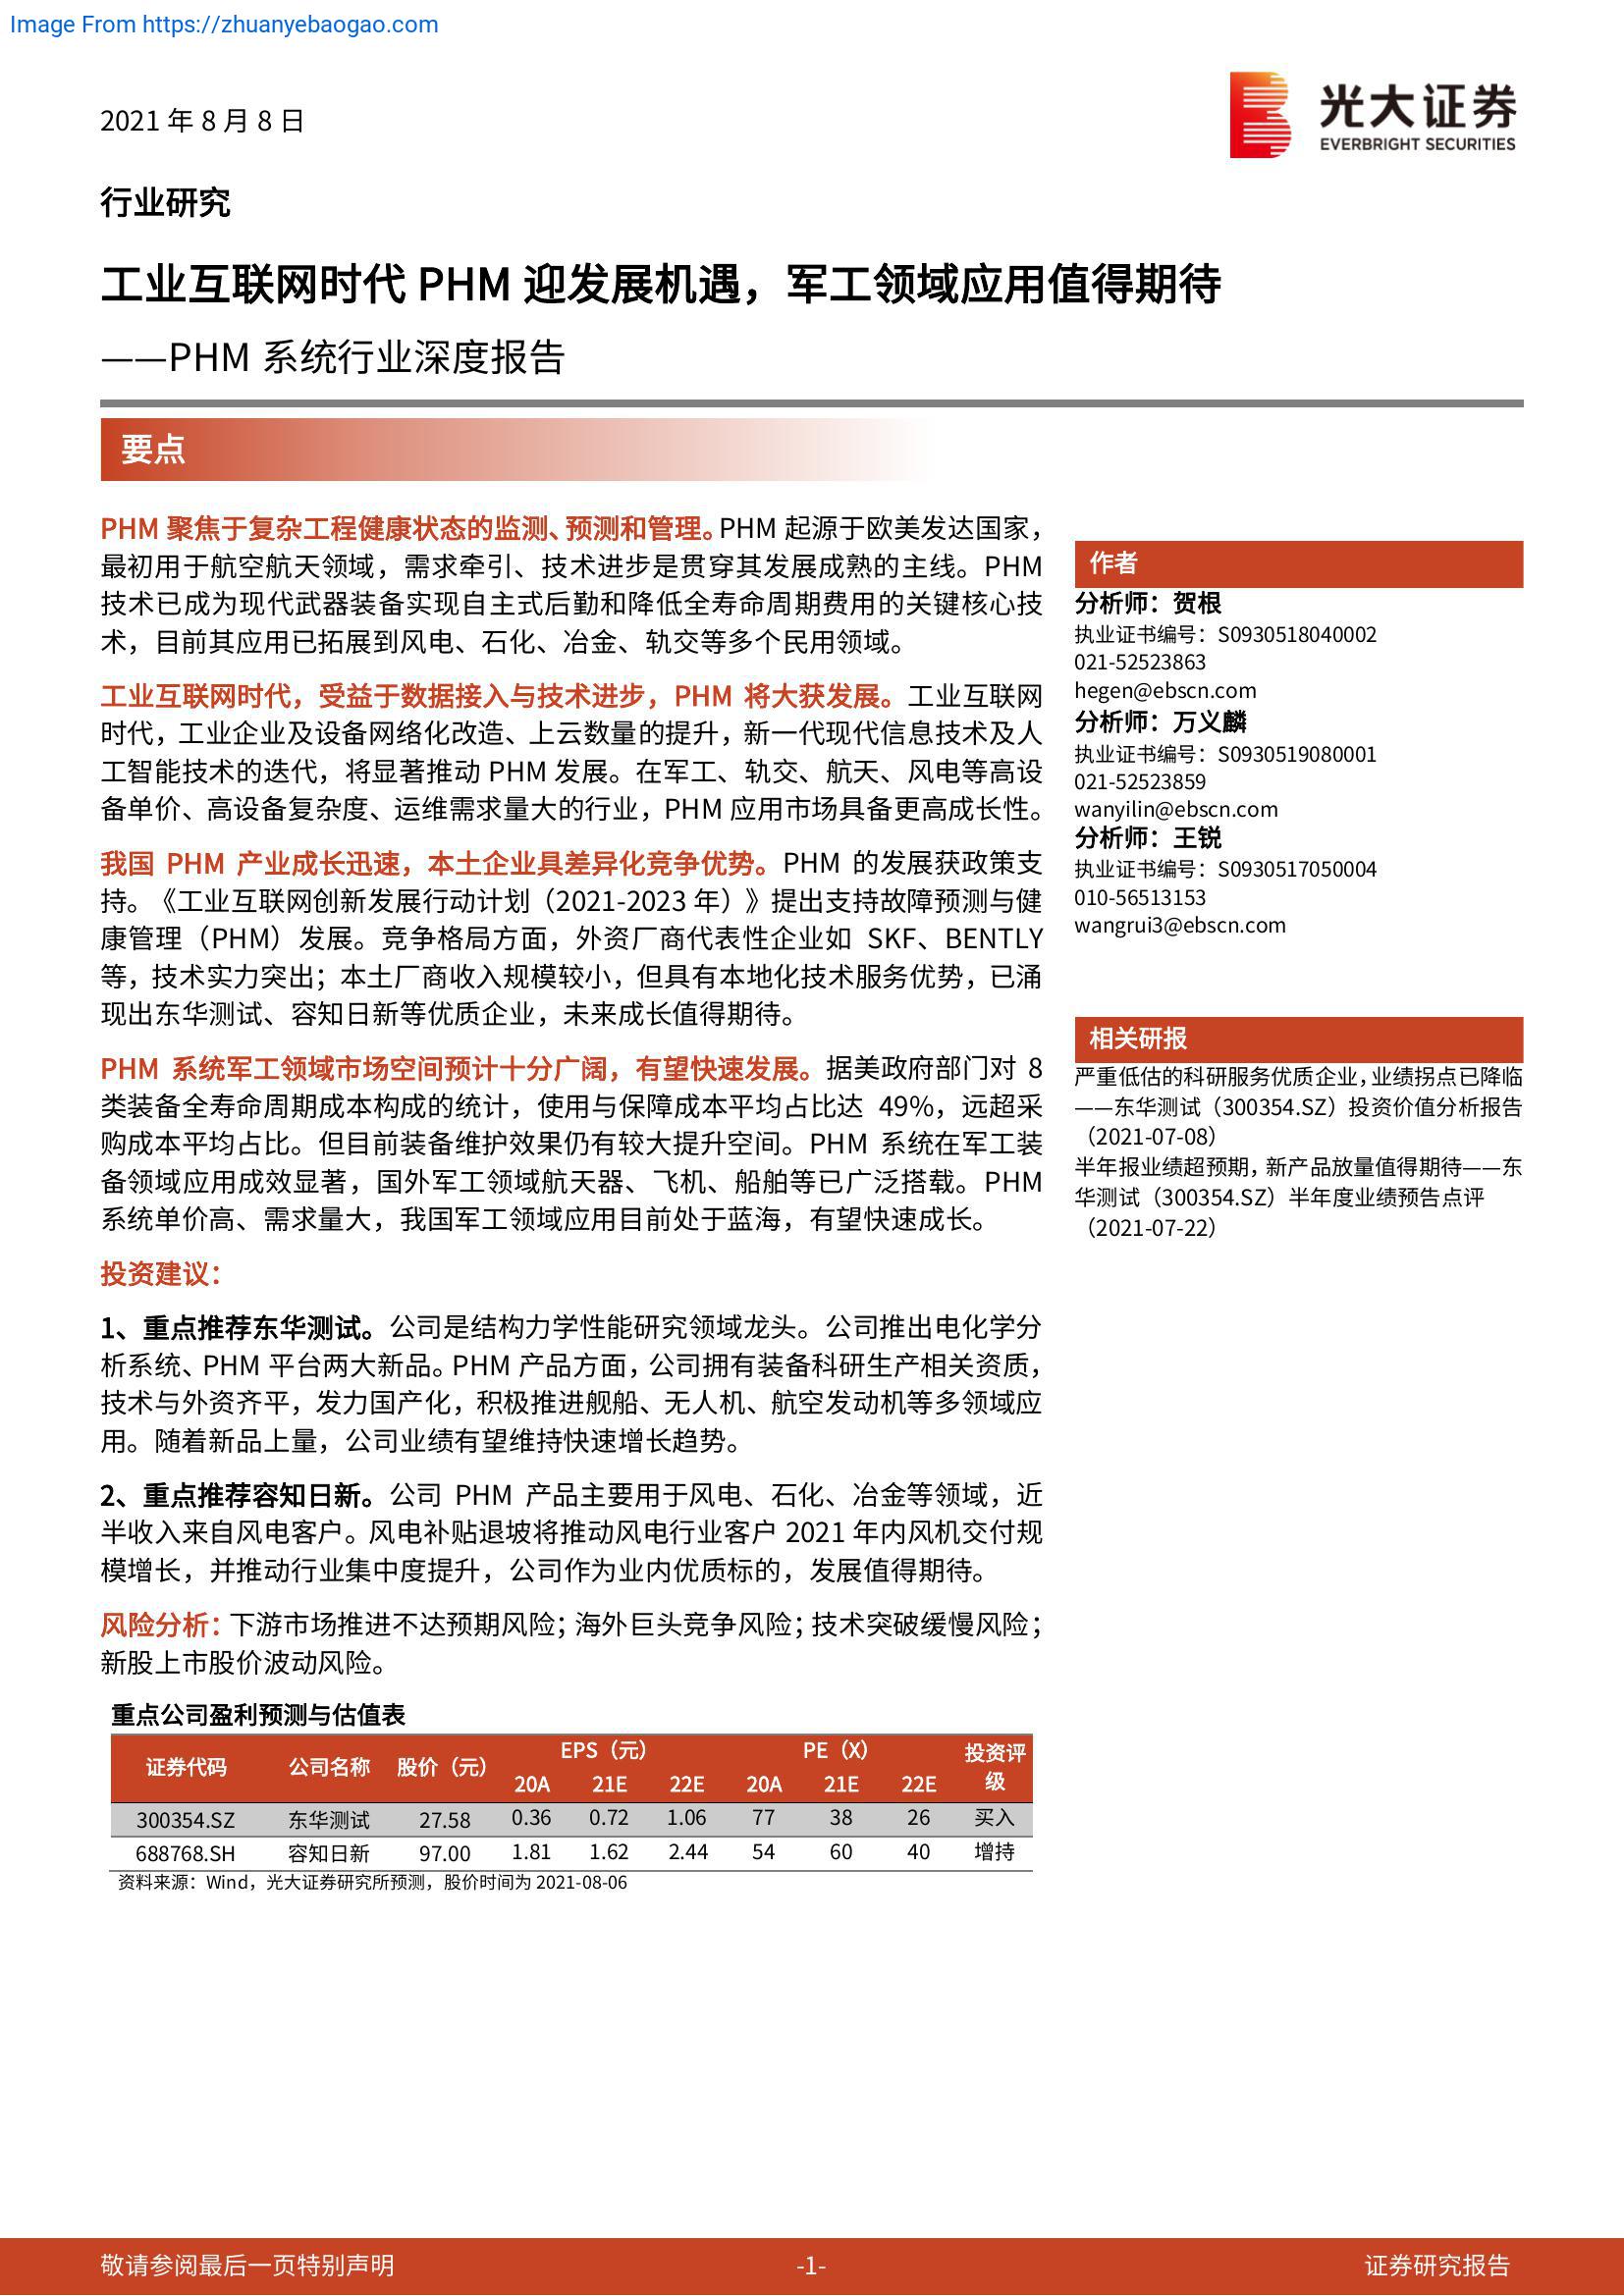 Image From https://zhuanyebaogao.com
2021 年 8 月 8 日
光大证券
EVERBRIGHT SECURITIES
行业研究
工业互联网时代 PHM 迎发展机遇，军工领域应用值得期待
——PHM 系统行业深度报告
要点
PHM 聚焦于复杂工程健康状态的监测、预测和管理。PHM 起源于欧美发达国家，
最初用于航空航天领域，需求牵引、技术进步是贯穿其发展成熟的主线。PHM
技术已成为现代武器装备实现自主式后勤和降低全寿命周期费用的关键核心技
术，目前其应用已拓展到风电、石化、冶金、轨交等多个民用领域。
工业互联网时代，受益于数据接入与技术进步，PHM 将大获发展。工业互联网
时代，工业企业及设备网络化改造、上云数量的提升，新一代现代信息技术及人
工智能技术的迭代，将显著推动 PHM 发展。在军工、轨交、航天、风电等高设
备单价、高设备复杂度、运维需求量大的行业，PHM 应用市场具备更高成长性。
我国 PHM 产业成长迅速，本土企业具差异化竞争优势。PHM 的发展获政策支
持。《工业互联网创新发展行动计划（2021-2023 年）》提出支持故障预测与健
康管理（PHM）发展。竞争格局方面，外资厂商代表性企业如 SKF、BENTLY
等，技术实力突出；本土厂商收入规模较小，但具有本地化技术服务优势，已涌
现出东华测试、容知日新等优质企业，未来成长值得期待。
PHM 系统军工领域市场空间预计十分广阔，有望快速发展。据美政府部门对 8
类装备全寿命周期成本构成的统计，使用与保障成本平均占比达 49%，远超采
购成本平均占比。但目前装备维护效果仍有较大提升空间。PHM 系统在军工装
备领域应用成效显著，国外军工领域航天器、飞机、船舶等已广泛搭载。PHM
系统单价高、需求量大，我国军工领域应用目前处于蓝海，有望快速成长。
投资建议：
1、重点推荐东华测试。公司是结构力学性能研究领域龙头。公司推出电化学分
析系统、PHM 平台两大新品。PHM 产品方面，公司拥有装备科研生产相关资质，
技术与外资齐平，发力国产化，积极推进舰船、无人机、航空发动机等多领域应
用。随着新品上量，公司业绩有望维持快速增长趋势。
2、重点推荐容知日新。公司 PHM 产品主要用于风电、石化、冶金等领域，近
半收入来自风电客户。风电补贴退坡将推动风电行业客户 2021 年内风机交付规
模增长，并推动行业集中度提升，公司作为业内优质标的，发展值得期待。
风险分析：下游市场推进不达预期风险；海外巨头竞争风险；技术突破缓慢风险；
新股上市股价波动风险。
重点公司盈利预测与估值表
证券代码 公司名称 股价（元） EPS（元） PE（X） 投资评级
20A 21E 22E 20A 21E 22E
300354.SZ 东华测试 27.58 0.36 0.72 1.06 77 38 26 买入
688768.SH 容知日新 97.00 1.81 1.62 2.44 54 60 40 增持
资料来源：Wind，光大证券研究所预测，股价时间为 2021-08-06
作者
分析师：贺根
执业证书编号：S0930518040002
021-52523863
hegen@ebscn.com
分析师：万义麟
执业证书编号：S0930519080001
021-52523859
wanyilin@ebscn.com
分析师：王锐
执业证书编号：S0930517050004
010-56513153
wangrui3@ebscn.com
相关研报
严重低估的科研服务优质企业，业绩拐点已降临
——东华测试（300354.SZ）投资价值分析报告
（2021-07-08）
半年报业绩超预期，新产品放量值得期待——东
华测试（300354.SZ）半年度业绩预告点评
（2021-07-22）
敬请参阅最后一页特别声明
-1-
证券研究报告